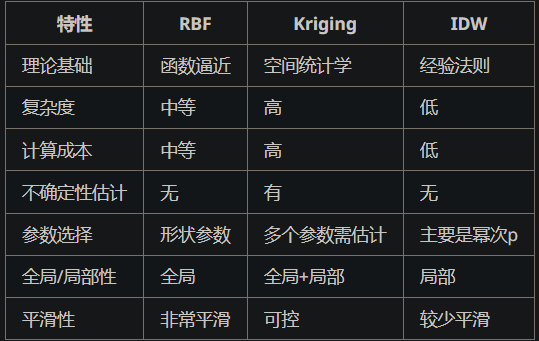 特性 RBF Kriging IDW
理论基础 函数逼近 空间统计学 经验法则
复杂度 中等 高 低
计算成本 中等 高 低
不确定性估计 无 有 无
参数选择 形状参数 多个参数需估计 主要是幂次p
全局/局部性 全局 全局+局部 局部
平滑性 非常平滑 可控 较少平滑